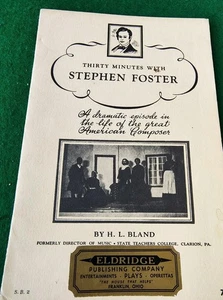 THIRTY MINUTES WITH
STEPHEN FOSTER
A dramatic episode in
the life of the great
American Composer
BY H. L. BLAND
FORMERLY DIRECTOR OF MUSIC • STATE TEACHERS COLLEGE, CLARION, PA.
ELDRIDGE
PUBLISHING COMPANY
ENTERTAINMENTS - PLAYS - OPERETTAS
"THE HOUSE THAT HELPS"
FRANKLIN, OHIO
S.B.2